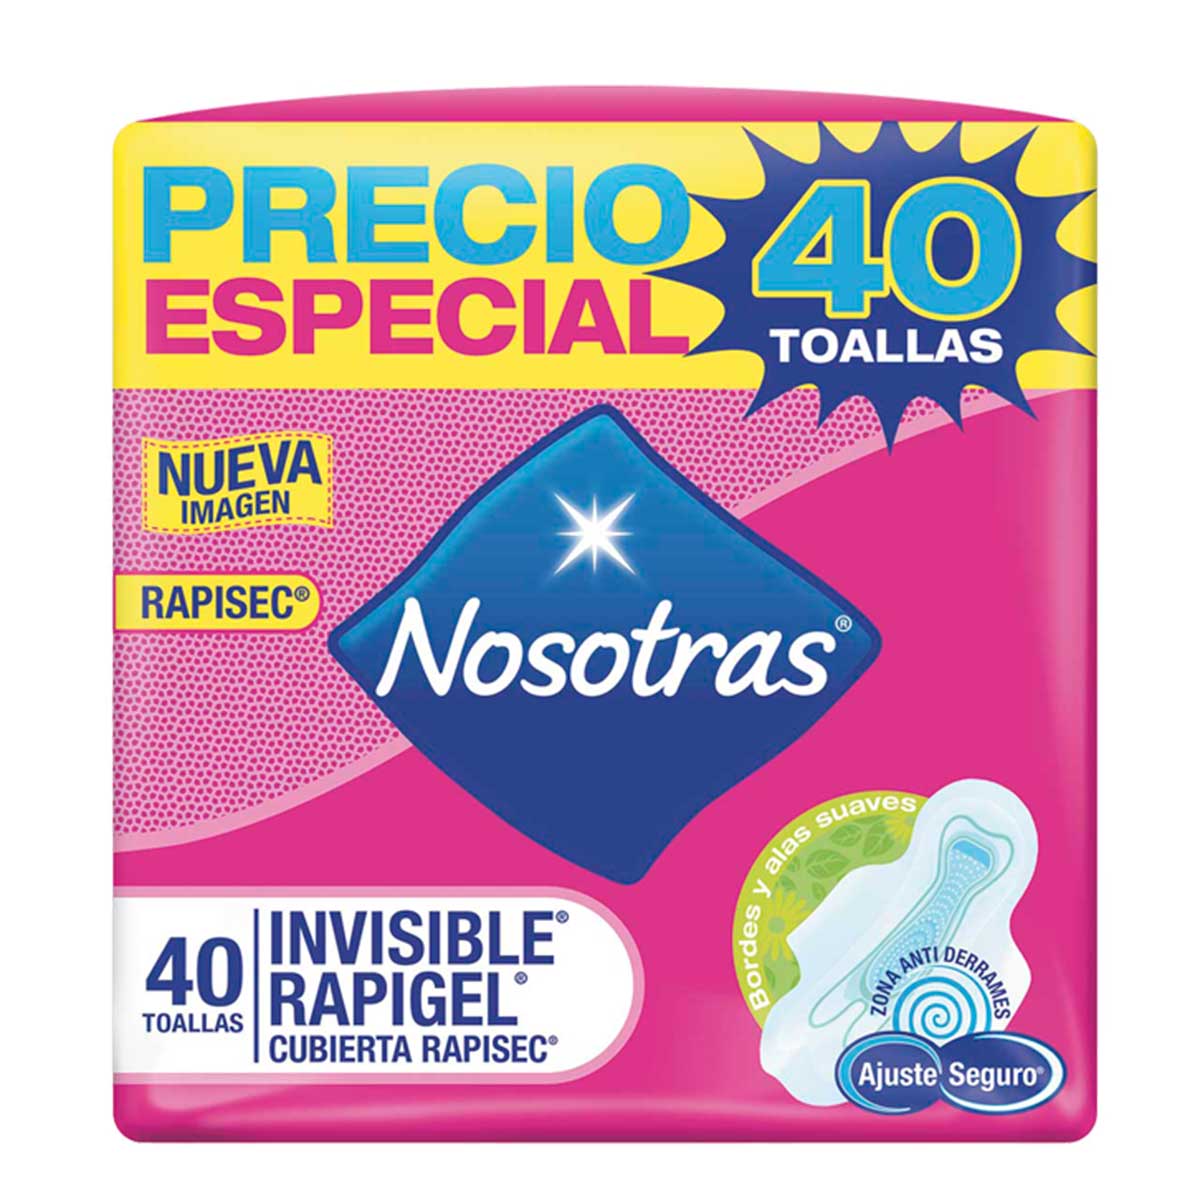 PRECIO
ESPECIAL
40
TOALLAS
NUEVA
IMAGEN
RAPISEC®
Nosotras®
Bordes y alas suaves
ZONA ANTI DERRAMES
Ajuste Seguro®
40
TOALLAS
INVISIBLE®
RAPIGEL®
CUBIERTA RAPISEC®